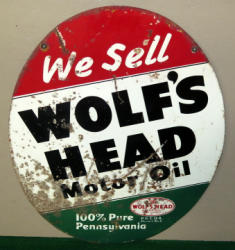 We Sell
WOLF'S
HEAD
Motor Oil
100% Pure
Pennsylvania
WOLF'S HEAD